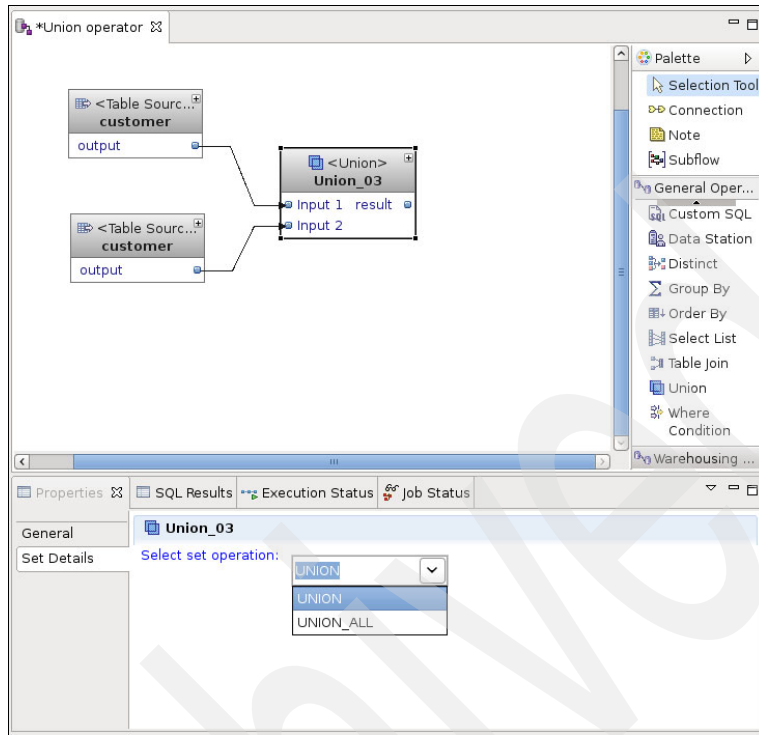 *Union operator
<Table Sourc...
customer
output
<Table Sourc...
customer
output
<Union>
Union_03
Input 1 result
Input 2
Palette
Selection Tool
Connection
Note
Subflow
General Oper...
Custom SQL
Data Station
Distinct
Group By
Order By
Select List
Table Join
Union
Where
Condition
Warehousing ...
Properties
SQL Results
Execution Status
Job Status
General
Set Details
Union_03
Select set operation:
UNION
UNION
UNION_ALL